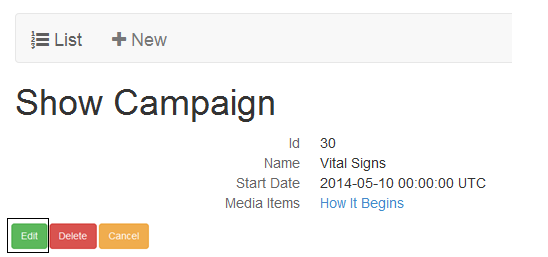 List New
Show Campaign
Id 30
Name Vital Signs
Start Date 2014-05-10 00:00:00 UTC
Media Items How It Begins
Edit Delete Cancel